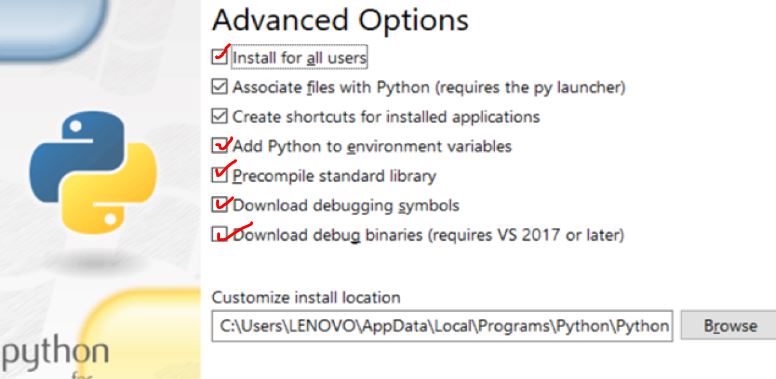 Advanced Options
Install for all users
Associate files with Python (requires the py launcher)
Create shortcuts for installed applications
Add Python to environment variables
Precompile standard library
Download debugging symbols
Download debug binaries (requires VS 2017 or later)
Customize install location
C:\Users\LENOVO\AppData\Local\Programs\Python\Python
Browse
python
for